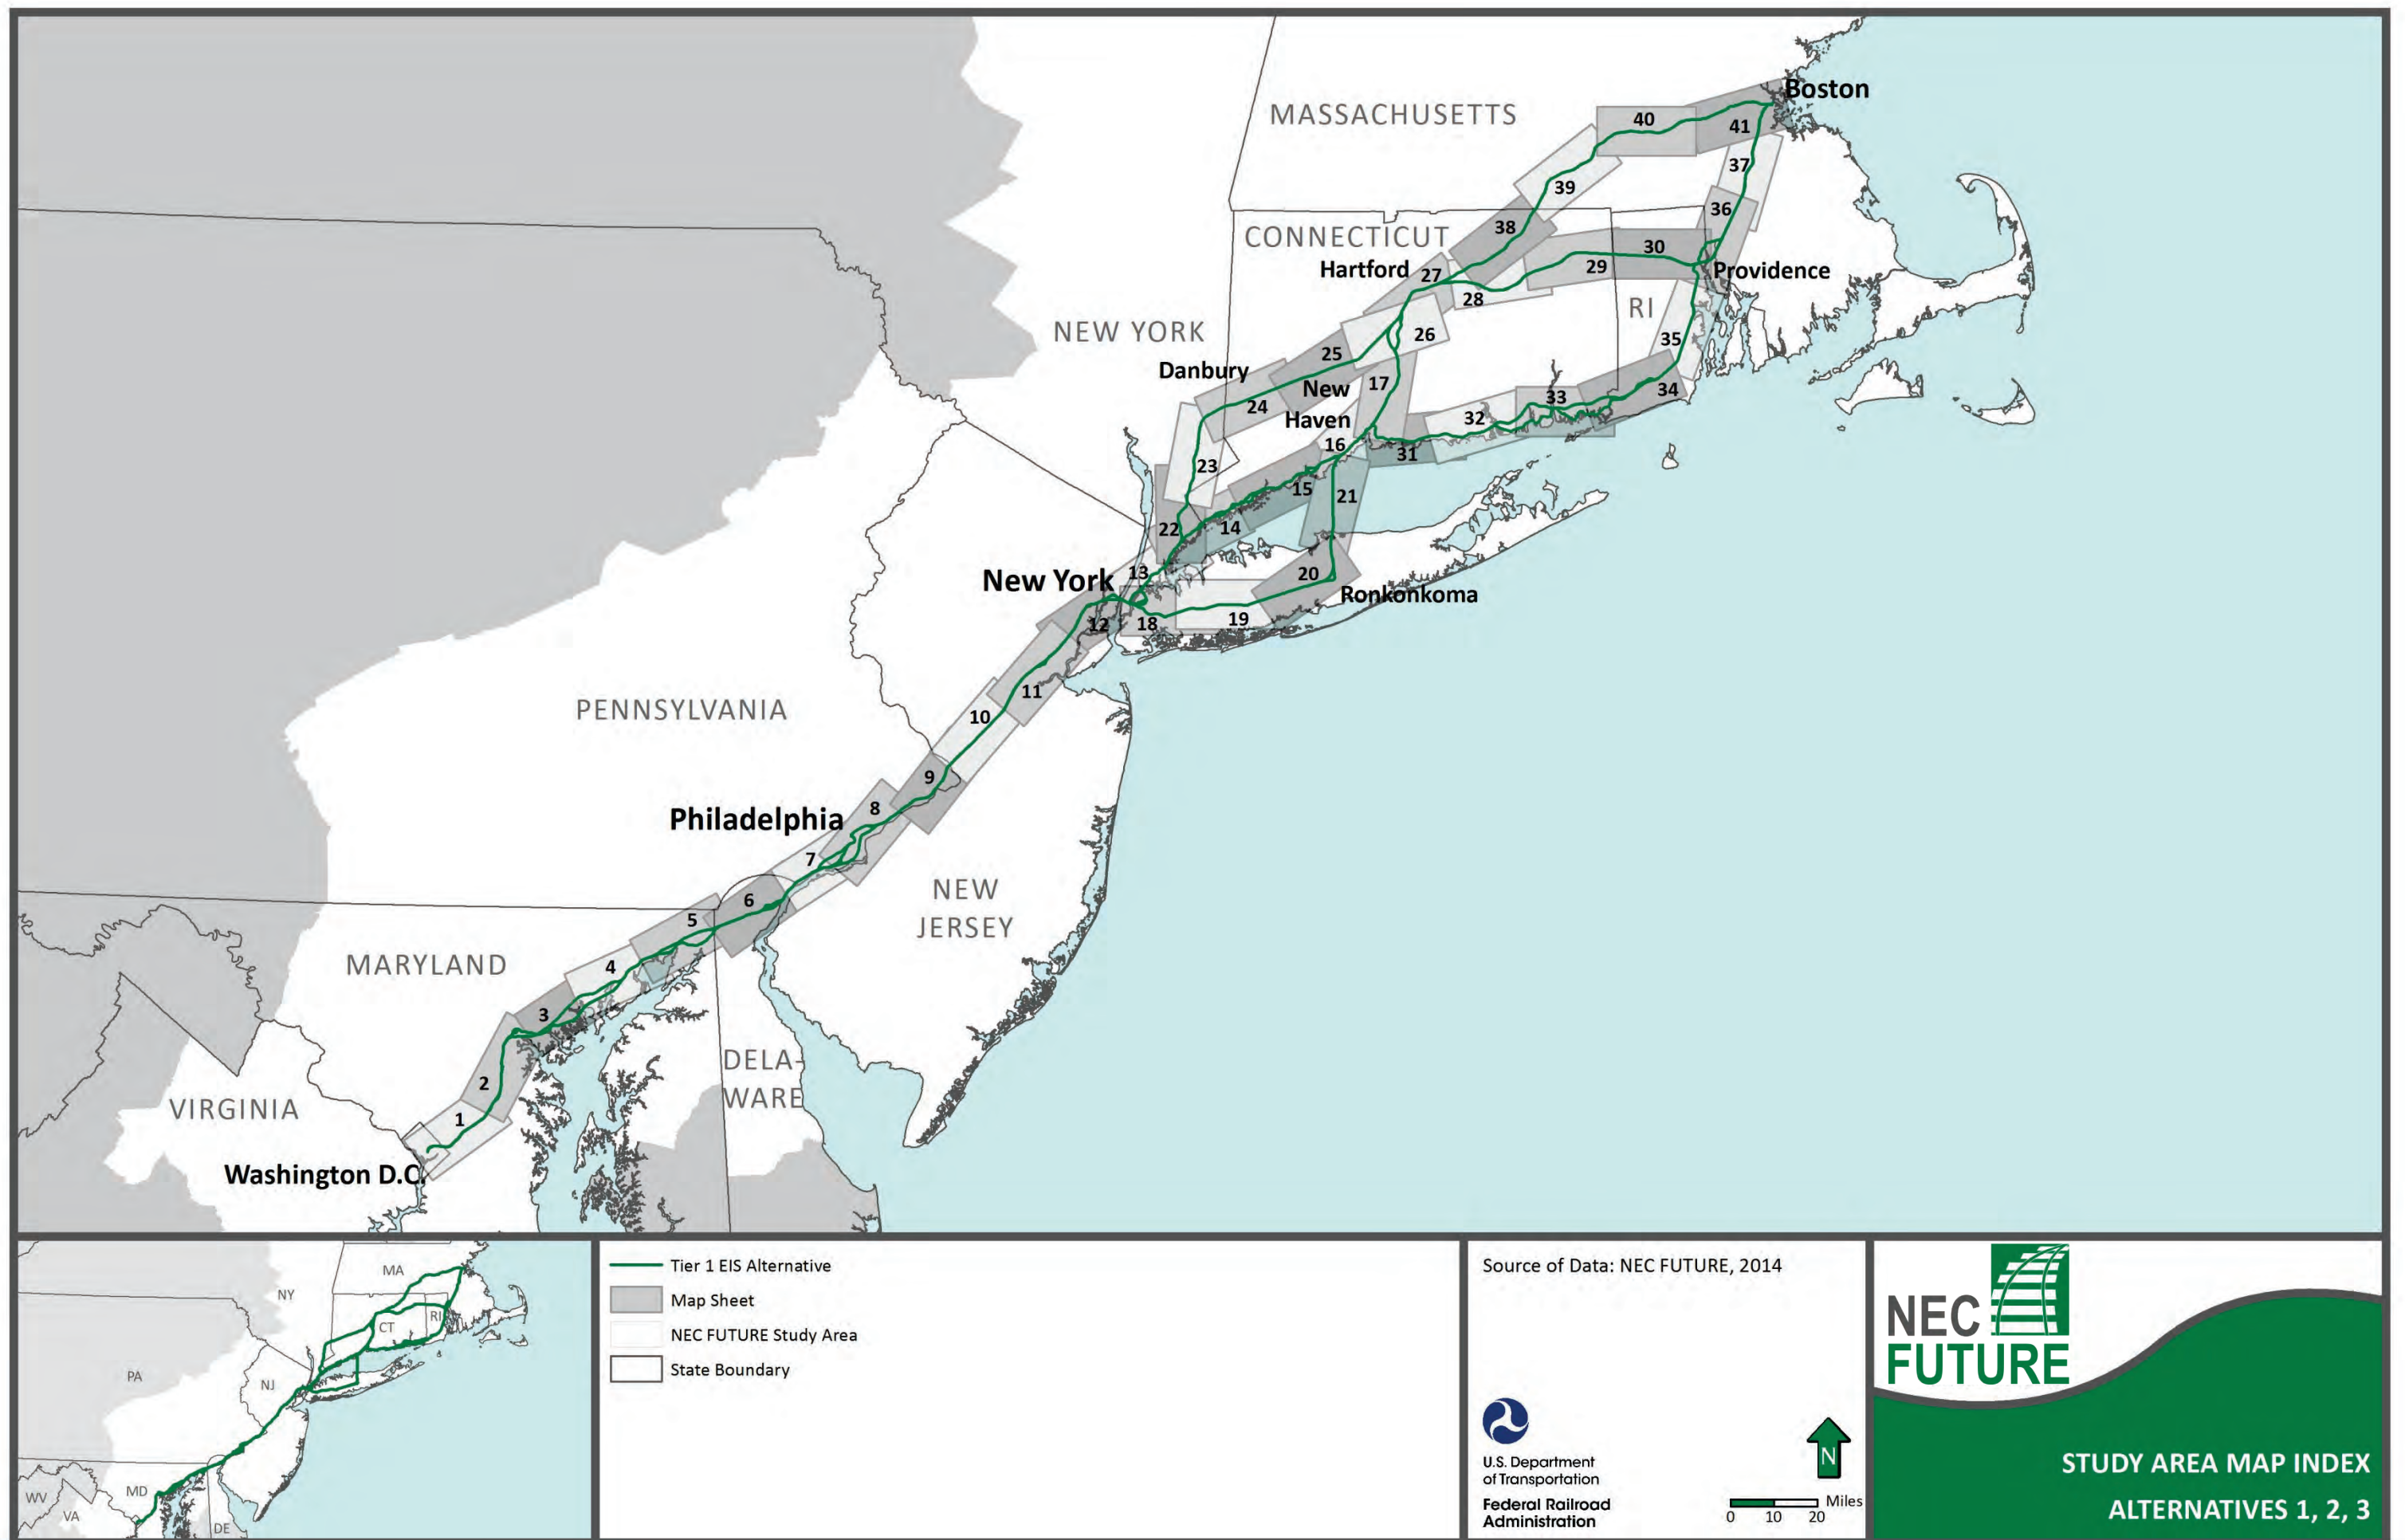 Boston
MASSACHUSETTS
40
41
37
39
36
38
CONNECTICUT
30
Hartford
27
29
Providence
28
RI
NEW YORK
26
35
25
Danbury
17
New
34
24
33
Haven
32
16
31
23
15
21
22
14
13
20
New York
Ronkonkoma
12
18
19
11
PENNSYLVANIA
10
9
8
Philadelphia
7
NEW
JERSEY
6
5
MARYLAND
4
3
DELA-
WARE
2
VIRGINIA
1
Washington D.C.
MA
NY
RI
CT
PA
NJ
MD
WV
VA
DE
Tier 1 EIS Alternative
Map Sheet
NEC FUTURE Study Area
State Boundary
Source of Data: NEC FUTURE, 2014
U.S. Department
of Transportation
Federal Railroad
Administration
N
Miles
0 10 20
NEC
FUTURE
STUDY AREA MAP INDEX
ALTERNATIVES 1, 2, 3